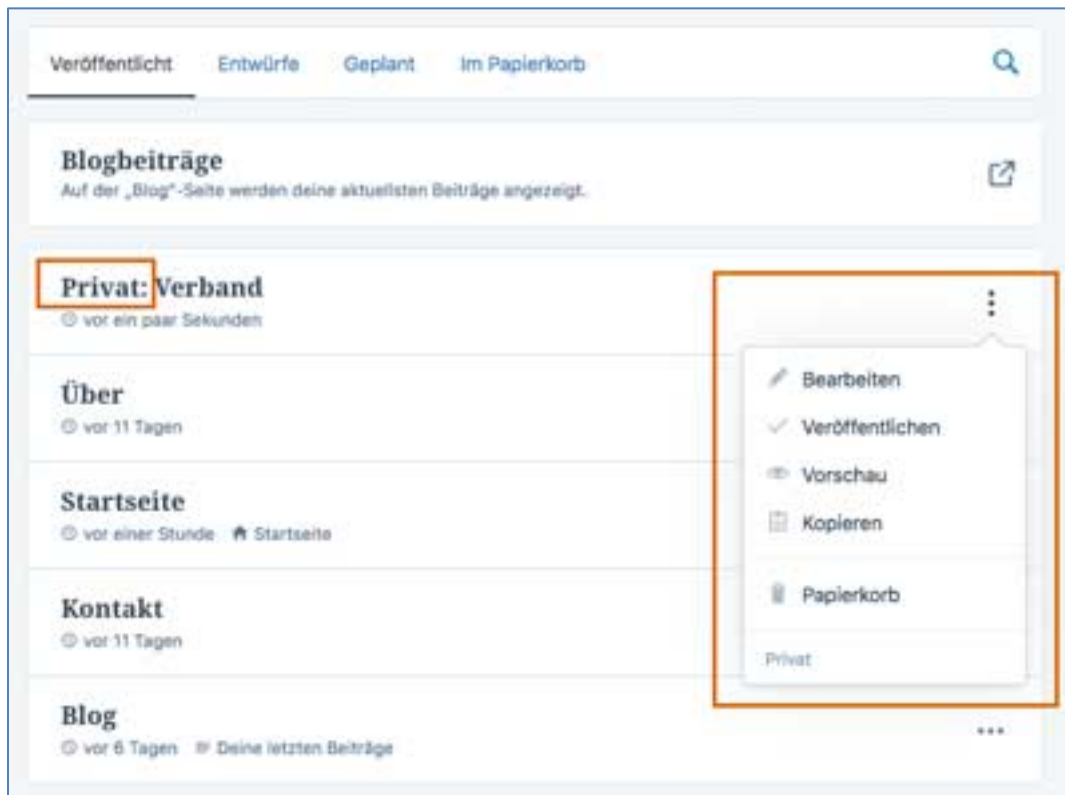 Veröffentlicht Entwürfe Geplant Im Papierkorb
Blogbeiträge
Auf der „Blog"-Seite werden deine aktuellsten Beiträge angezeigt.
Privat: Verband
vor ein paar Sekunden
Über
vor 11 Tagen
Startseite
vor einer Stunde Startseite
Kontakt
vor 11 Tagen
Blog
vor 6 Tagen Deine letzten Beiträge
Bearbeiten
Veröffentlichen
Vorschau
Kopieren
Papierkorb
Privat